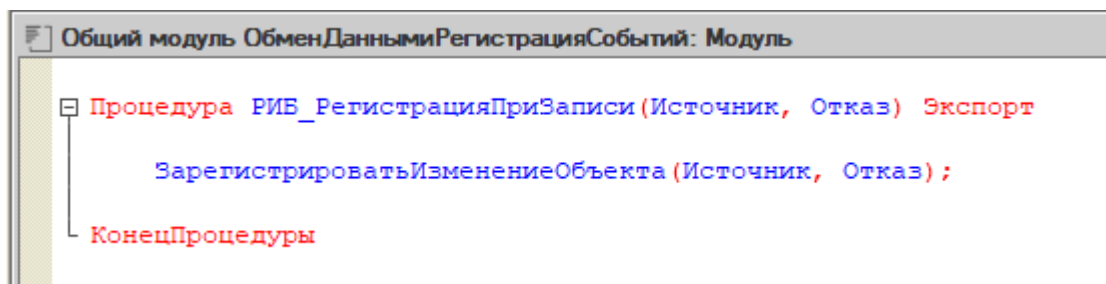 Общий модуль ОбменДаннымиРегистрацияСобытий: Модуль
Процедура РИБ_РегистрацияПриЗаписи(Источник, Отказ) Экспорт
ЗарегистрироватьИзменениеОбъекта(Источник, Отказ);
КонецПроцедуры